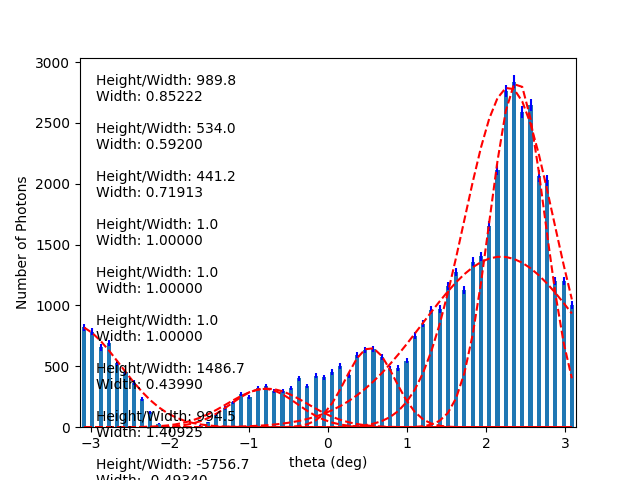 Height/Width: 989.8
Width: 0.85222
Height/Width: 534.0
Width: 0.59200
Height/Width: 441.2
Width: 0.71913
Height/Width: 1.0
Width: 1.00000
Height/Width: 1.0
Width: 1.00000
Height/Width: 1.0
Width: 1.00000
Height/Width: 1486.7
Width: 0.43990
Height/Width: 994.5
Width: 1.40925
Height/Width: -5756.7
Width: -0.49340
3000
2500
2000
1500
1000
500
0
Number of Photons
−3 −2 −1 0 1 2 3
theta (deg)